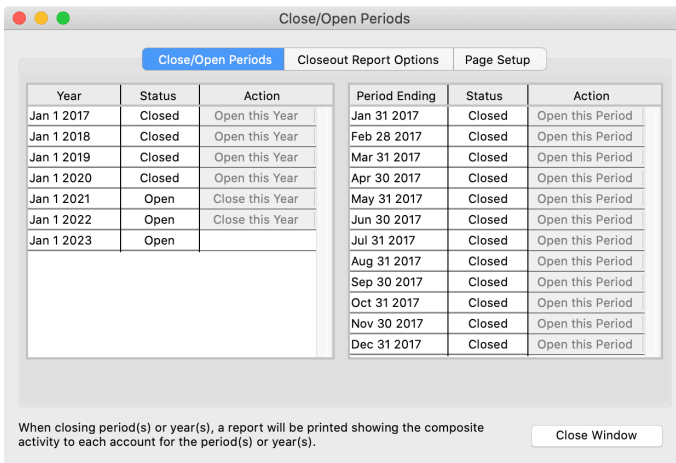 Close/Open Periods
Close/Open Periods Closeout Report Options Page Setup
Year Status Action
Jan 1 2017 Closed Open this Year
Jan 1 2018 Closed Open this Year
Jan 1 2019 Closed Open this Year
Jan 1 2020 Closed Open this Year
Jan 1 2021 Open Close this Year
Jan 1 2022 Open Close this Year
Jan 1 2023 Open
Period Ending Status Action
Jan 31 2017 Closed Open this Period
Feb 28 2017 Closed Open this Period
Mar 31 2017 Closed Open this Period
Apr 30 2017 Closed Open this Period
May 31 2017 Closed Open this Period
Jun 30 2017 Closed Open this Period
Jul 31 2017 Closed Open this Period
Aug 31 2017 Closed Open this Period
Sep 30 2017 Closed Open this Period
Oct 31 2017 Closed Open this Period
Nov 30 2017 Closed Open this Period
Dec 31 2017 Closed Open this Period
When closing period(s) or year(s), a report will be printed showing the composite
activity to each account for the period(s) or year(s).
Close Window